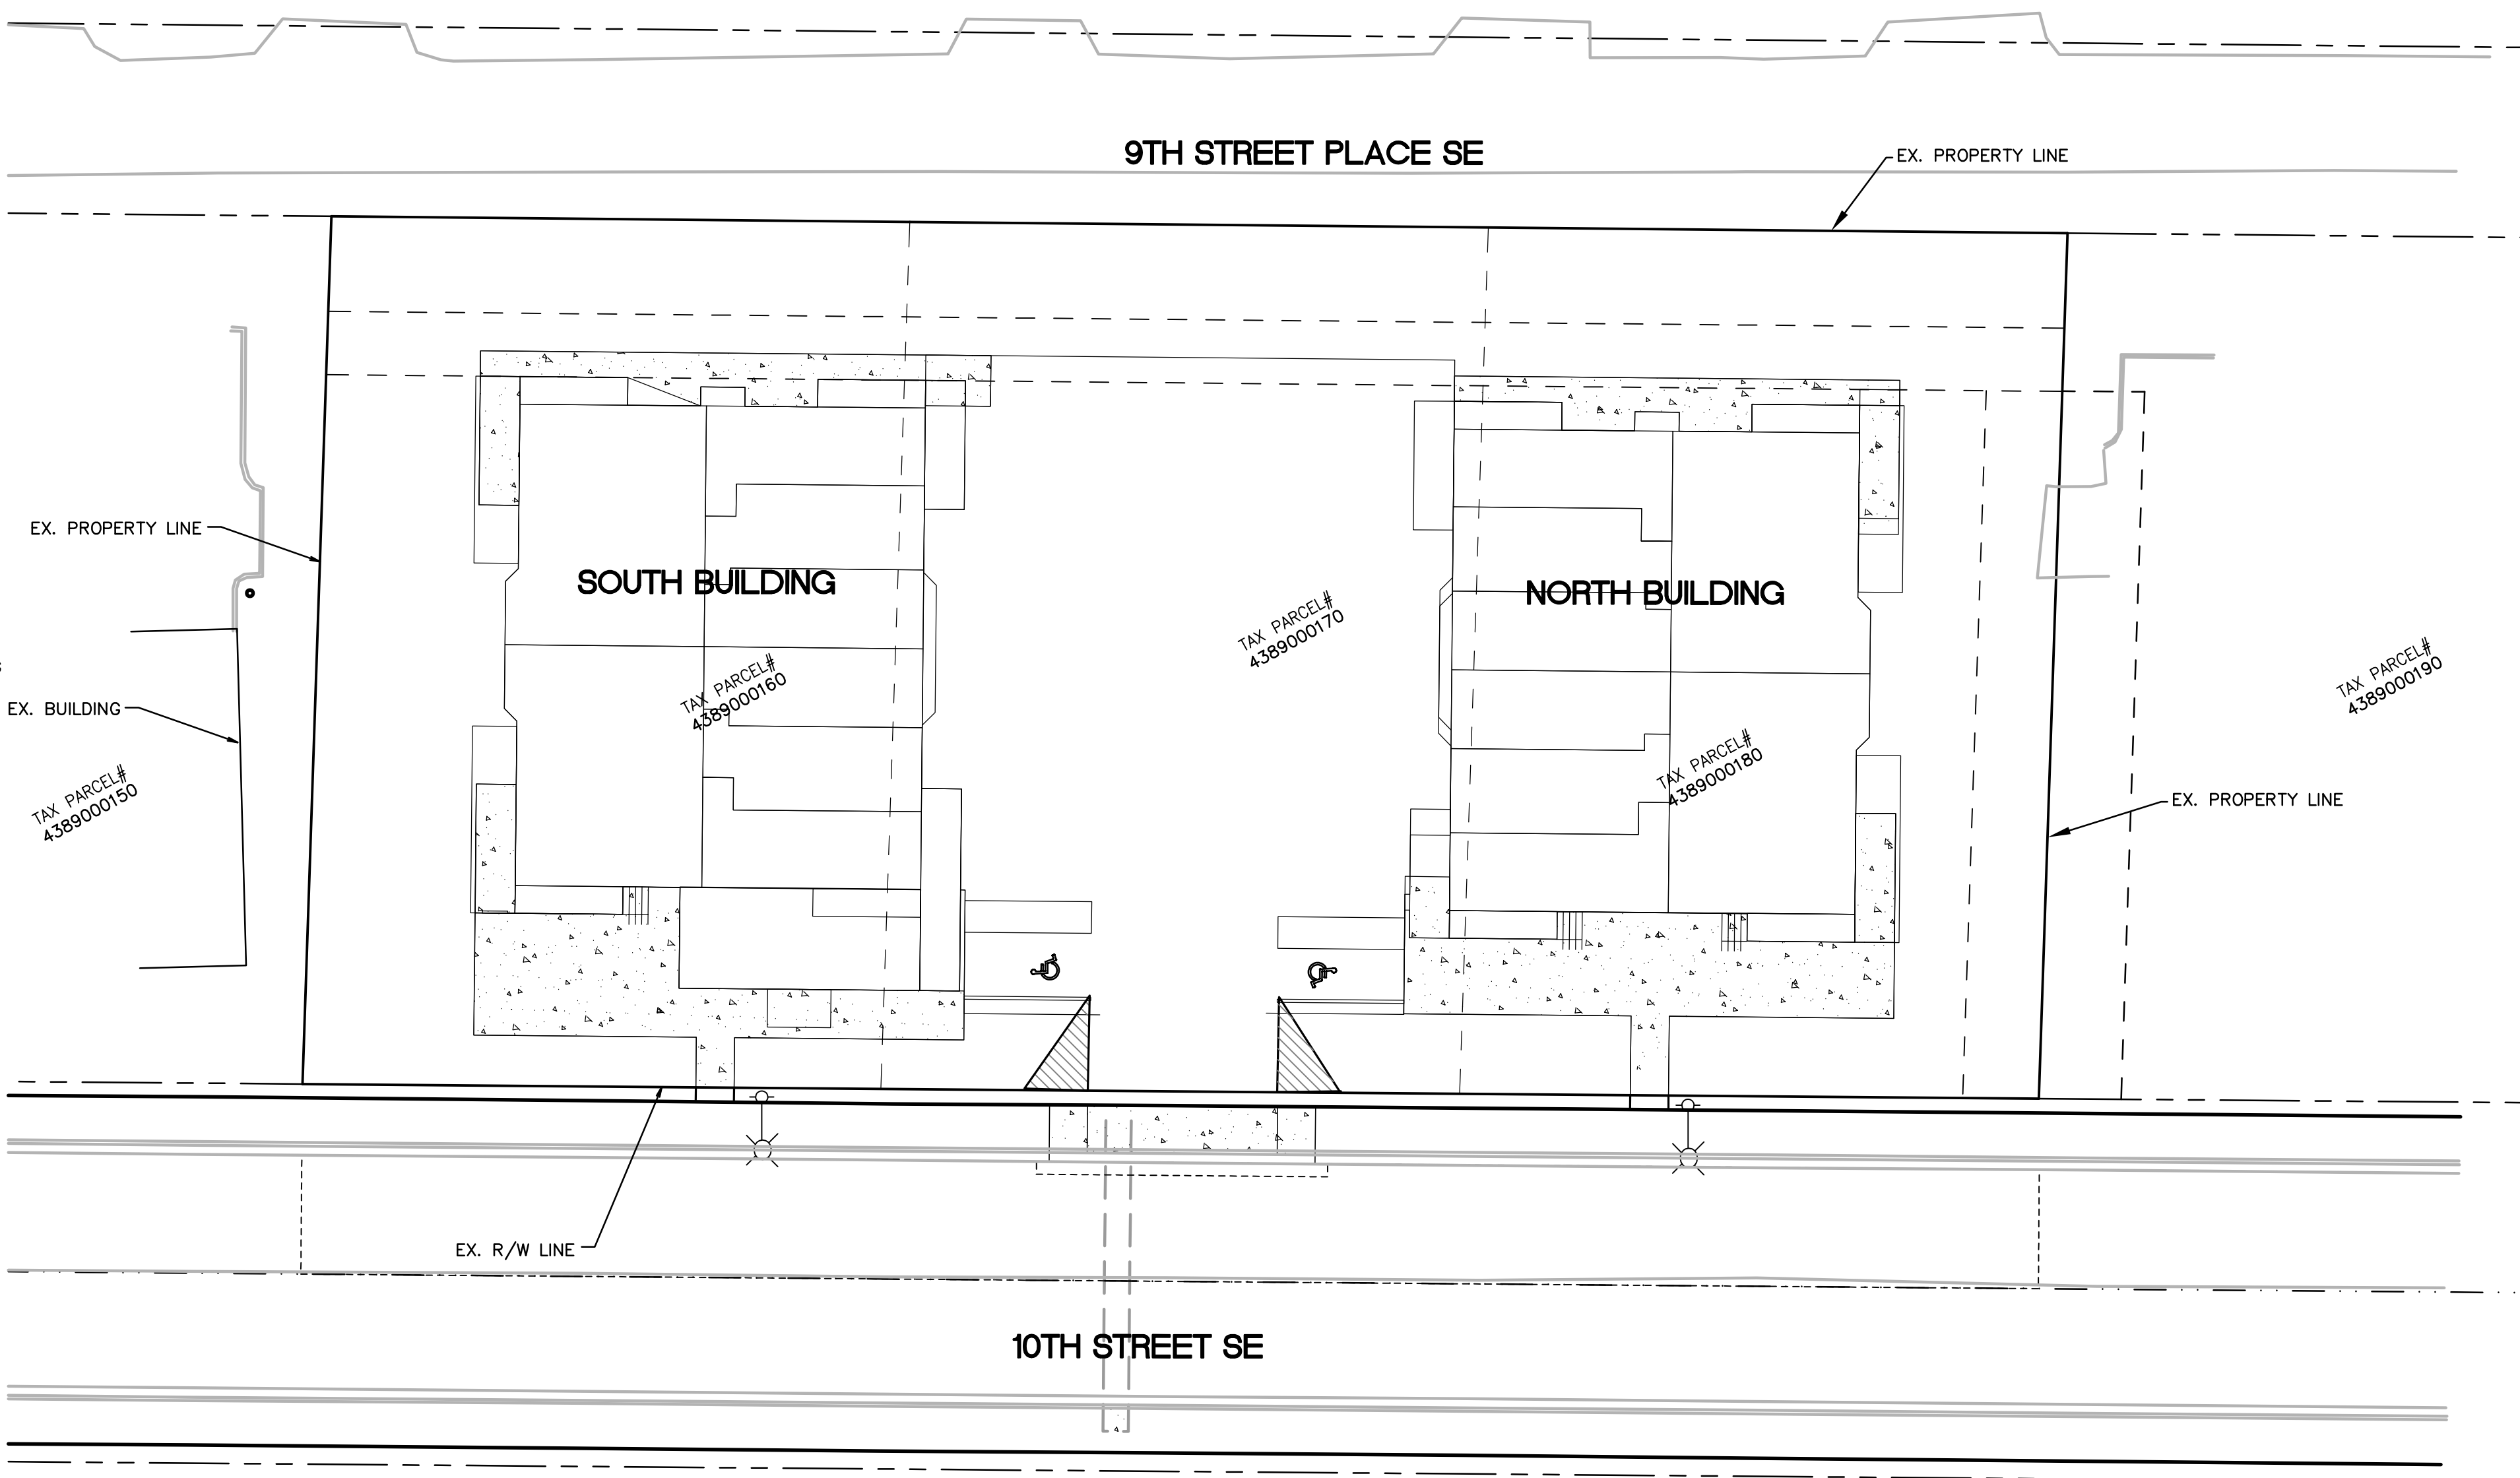 9TH STREET PLACE SE
EX. PROPERTY LINE
EX. PROPERTY LINE
SOUTH BUILDING
NORTH BUILDING
TAX PARCEL#
4389000170
TAX PARCEL#
4389000160
TAX PARCEL#
4389000190
EX. BUILDING
TAX PARCEL#
4389000150
TAX PARCEL#
4389000180
EX. PROPERTY LINE
EX. R/W LINE
10TH STREET SE